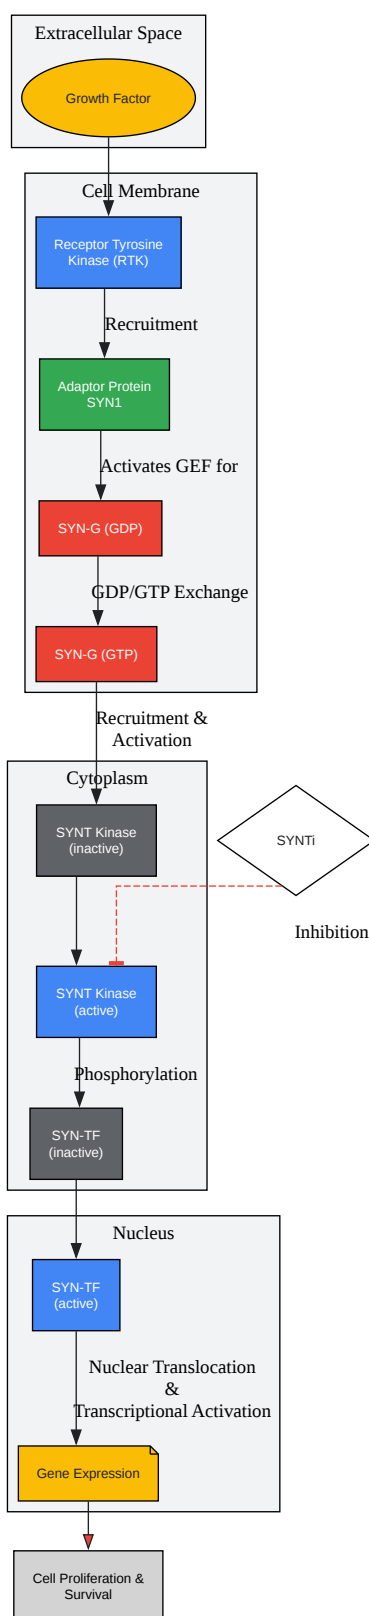 Extracellular Space
Growth Factor
Cell Membrane
Receptor Tyrosine
Kinase (RTK)
Recruitment
Adaptor Protein
SYN1
Activates GEF for
SYN-G (GDP)
GDP/GTP Exchange
SYN-G (GTP)
Recruitment &
Activation
Cytoplasm
SYNT Kinase
(inactive)
SYNTi
Inhibition
SYNT Kinase
(active)
Phosphorylation
SYN-TF
(inactive)
Nucleus
SYN-TF
(active)
Nuclear Translocation
&
Transcriptional Activation
Gene Expression
Cell Proliferation &
Survival